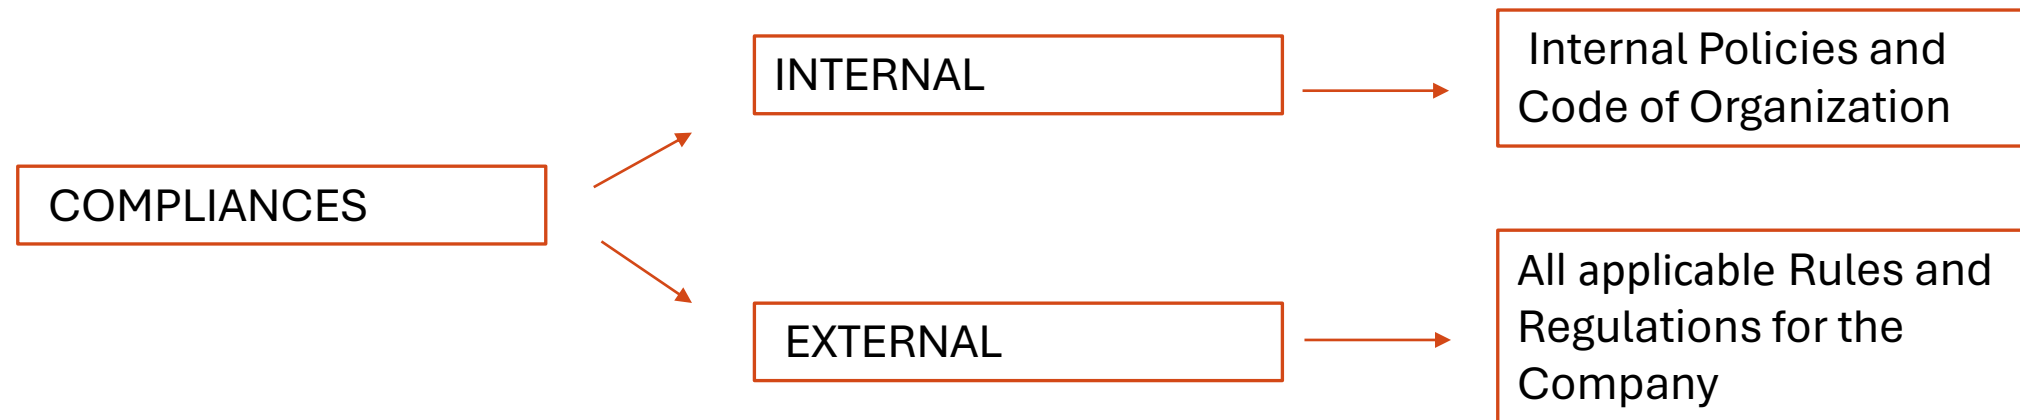 COMPLIANCES
INTERNAL
Internal Policies and
Code of Organization
EXTERNAL
All applicable Rules and
Regulations for the
Company